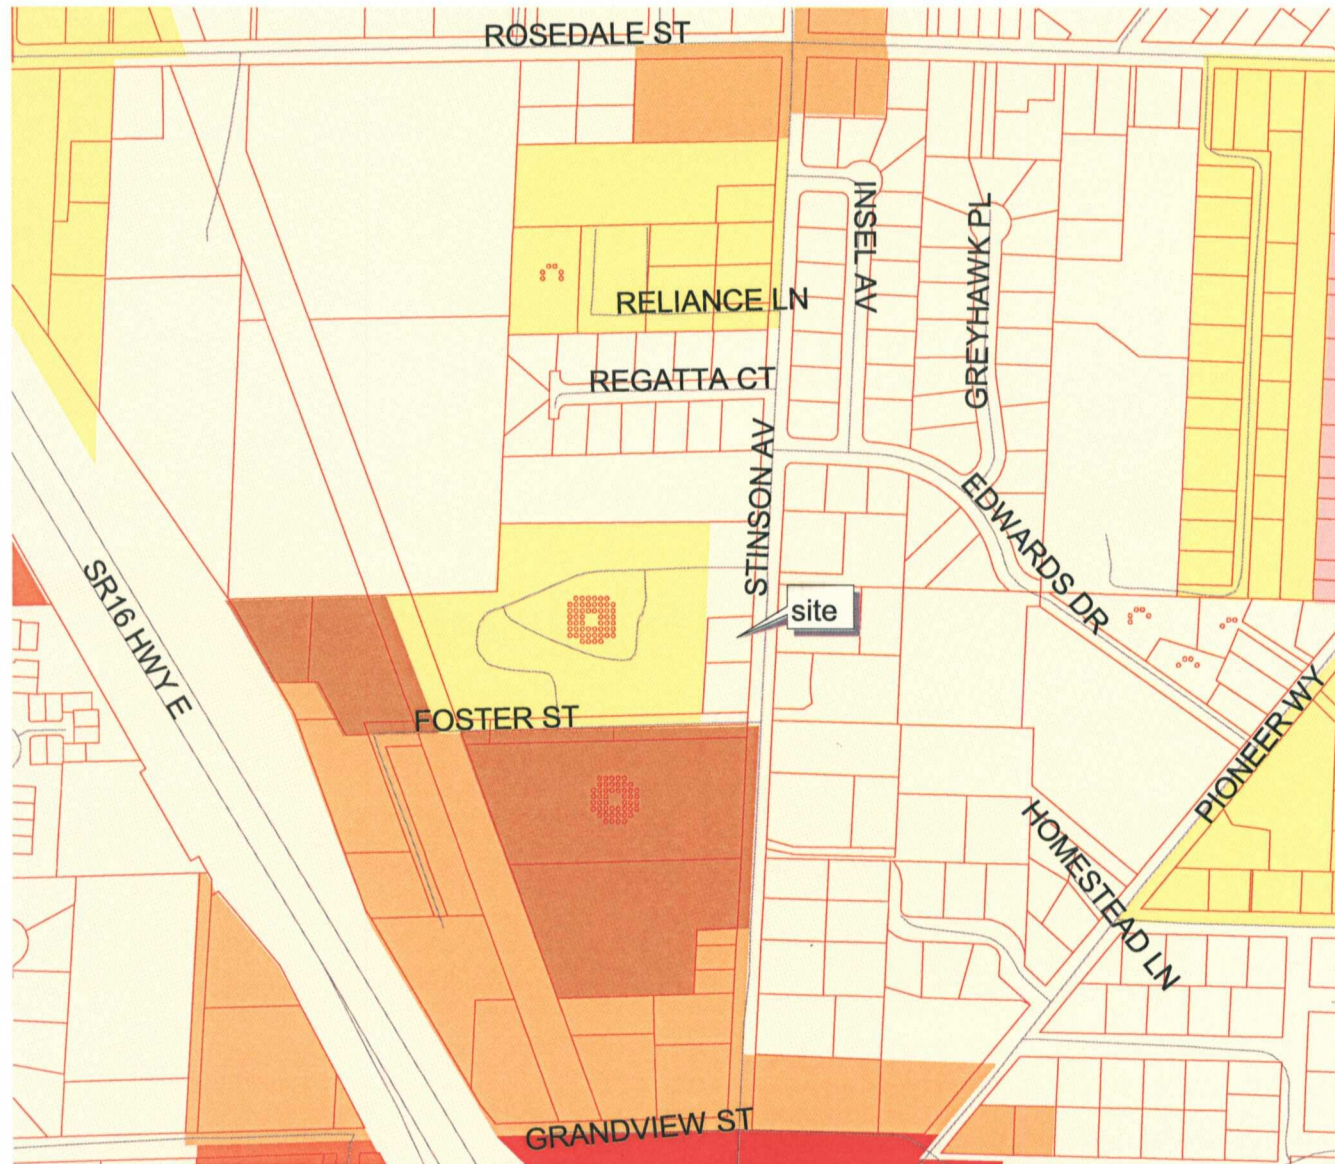 ROSEDALE ST
INSEL AV
GREYHAWK PL
RELIANCE LN
REGATTA CT
STINSON AV
EDWARDS DR
SR16 HWY E
site
FOSTER ST
PIONEER WY
HOMESTEAD LN
GRANDVIEW ST